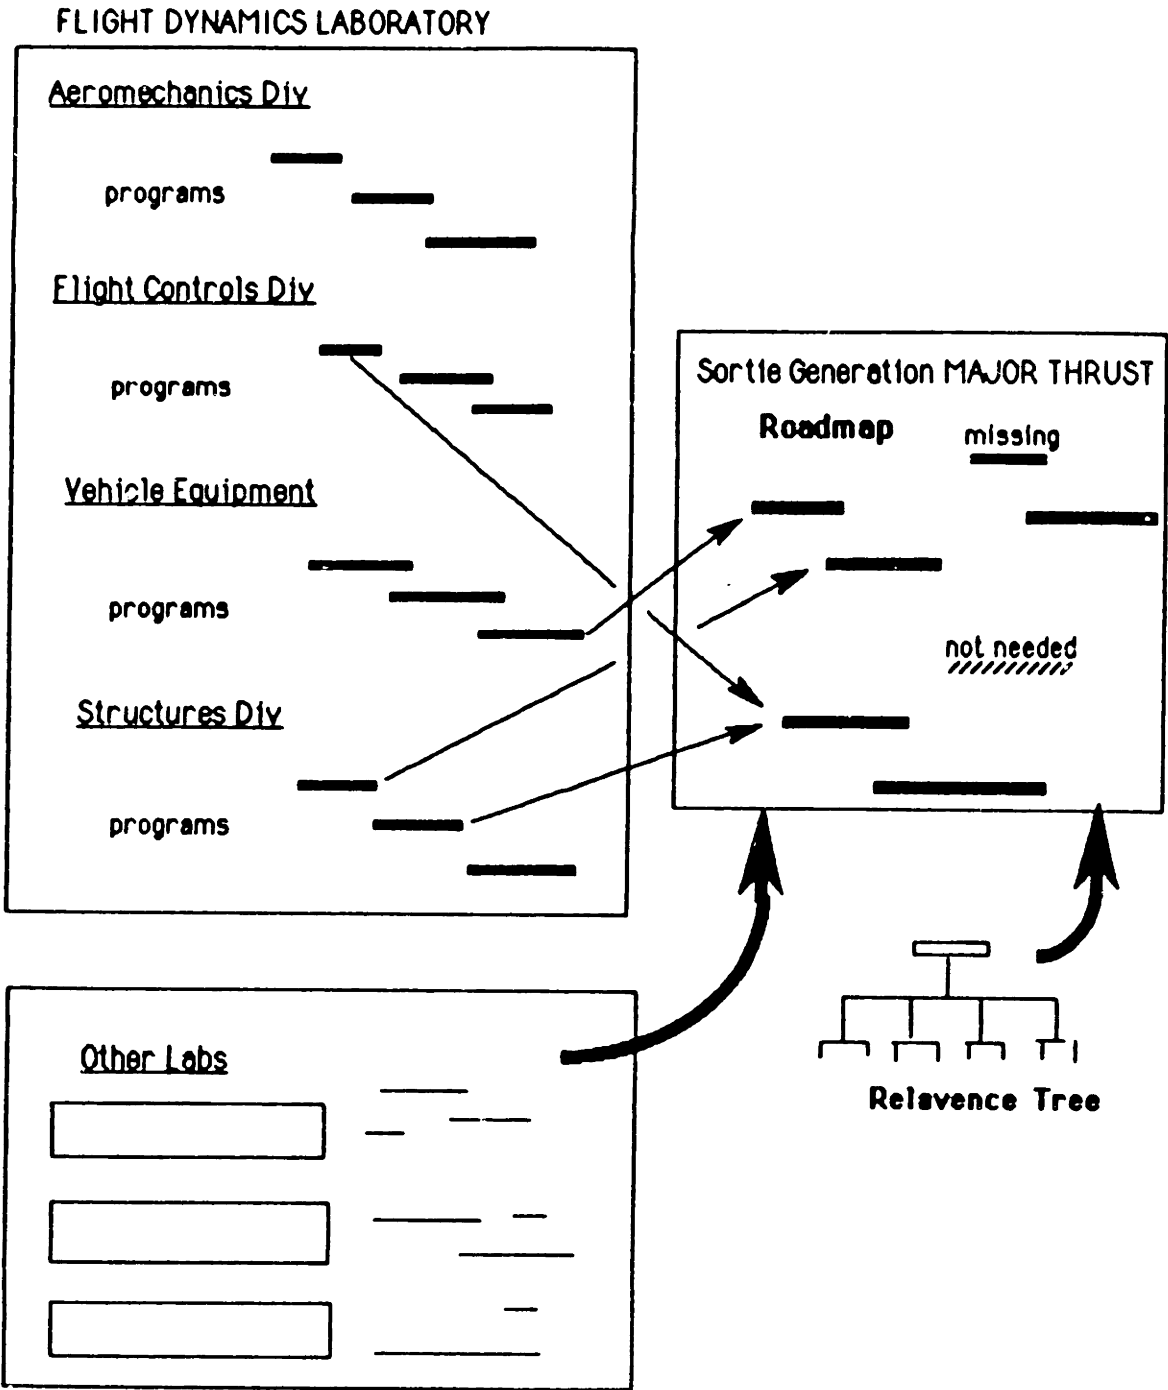 FLIGHT DYNAMICS LABORATORY
Aeromechanics Div
programs
Flight Controls Div
programs
Vehicle Equipment
programs
Structures Div
programs
Sortie Generation MAJOR THRUST
Roadmap
missing
not needed
Other Labs
Relavence Tree